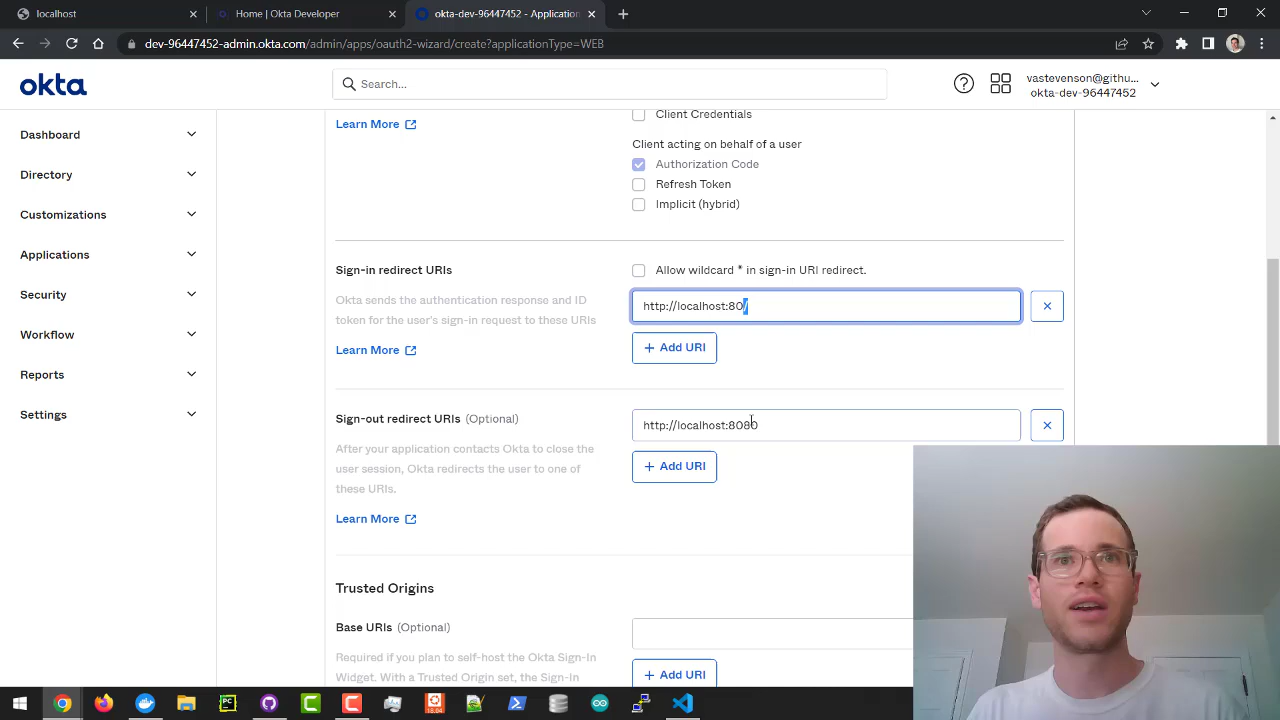 localhost
Home | Okta Developer
okta-dev-96447452 - Application
dev-96447452-admin.okta.com/admin/apps/oauth2-wizard/create?applicationType=WEB
okta
Search...
vastevenson@githu...
okta-dev-96447452
Dashboard
Directory
Customizations
Applications
Security
Workflow
Reports
Settings
Learn More
Client Credentials
Client acting on behalf of a user
Authorization Code
Refresh Token
Implicit (hybrid)
Sign-in redirect URIs
Allow wildcard * in sign-in URI redirect.
Okta sends the authentication response and ID
token for the user's sign-in request to these URIs
http://localhost:80/
+ Add URI
Learn More
Sign-out redirect URIs (Optional)
http://localhost:8080
After your application contacts Okta to close the
user session, Okta redirects the user to one of
these URIs.
+ Add URI
Learn More
Trusted Origins
Base URIs (Optional)
Required if you plan to self-host the Okta Sign-In
Widget. With a Trusted Origin set, the Sign-In
+ Add URI